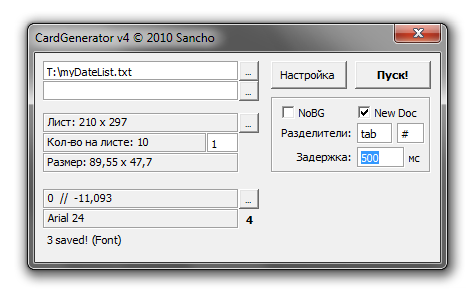 CardGenerator v4 © 2010 Sancho
T:\myDateList.txt
...
...
Лист: 210 x 297
...
Кол-во на листе: 10
1
Размер: 89,55 x 47,7
0 // -11,093
...
Arial 24
4
3 saved! (Font)
Настройка
Пуск!
NoBG
New Doc
Разделители:
tab
#
Задержка:
500
мс